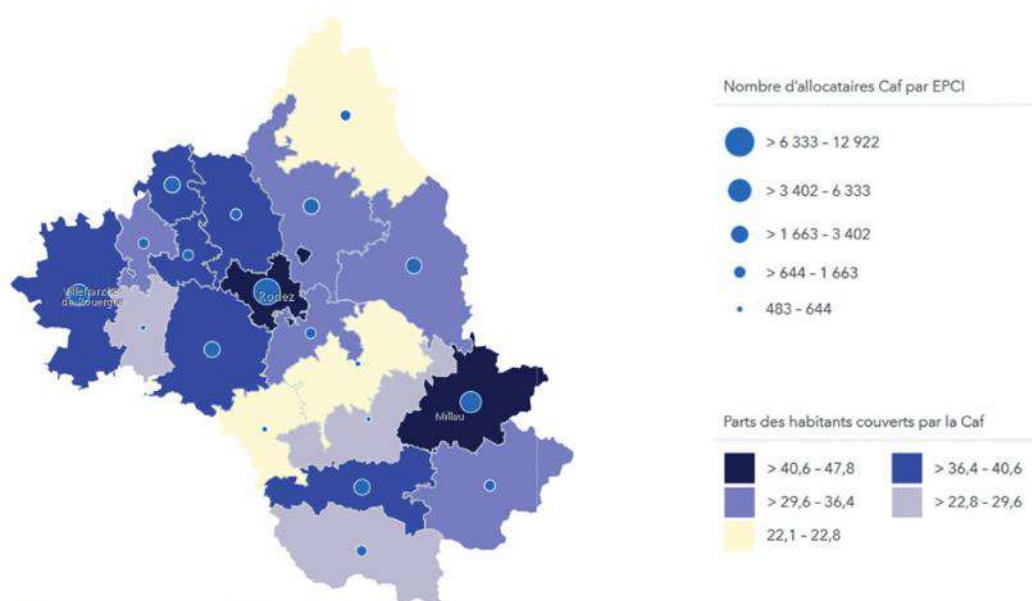 Nombre d'allocataires Caf par EPCI
> 6 333 – 12 922
> 3 402 – 6 333
> 1 663 – 3 402
> 644 – 1 663
483 – 644
Villefranche
de Rouergue
Rodez
Millau
Parts des habitants couverts par la Caf
> 40,6 – 47,8
> 36,4 – 40,6
> 29,6 – 36,4
> 22,8 – 29,6
22,1 – 22,8